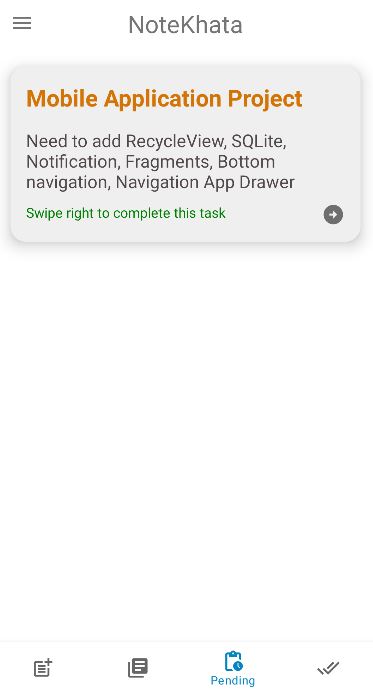 NoteKhata
Mobile Application Project
Need to add RecycleView, SQLite,
Notification, Fragments, Bottom
navigation, Navigation App Drawer
Swipe right to complete this task
Pending